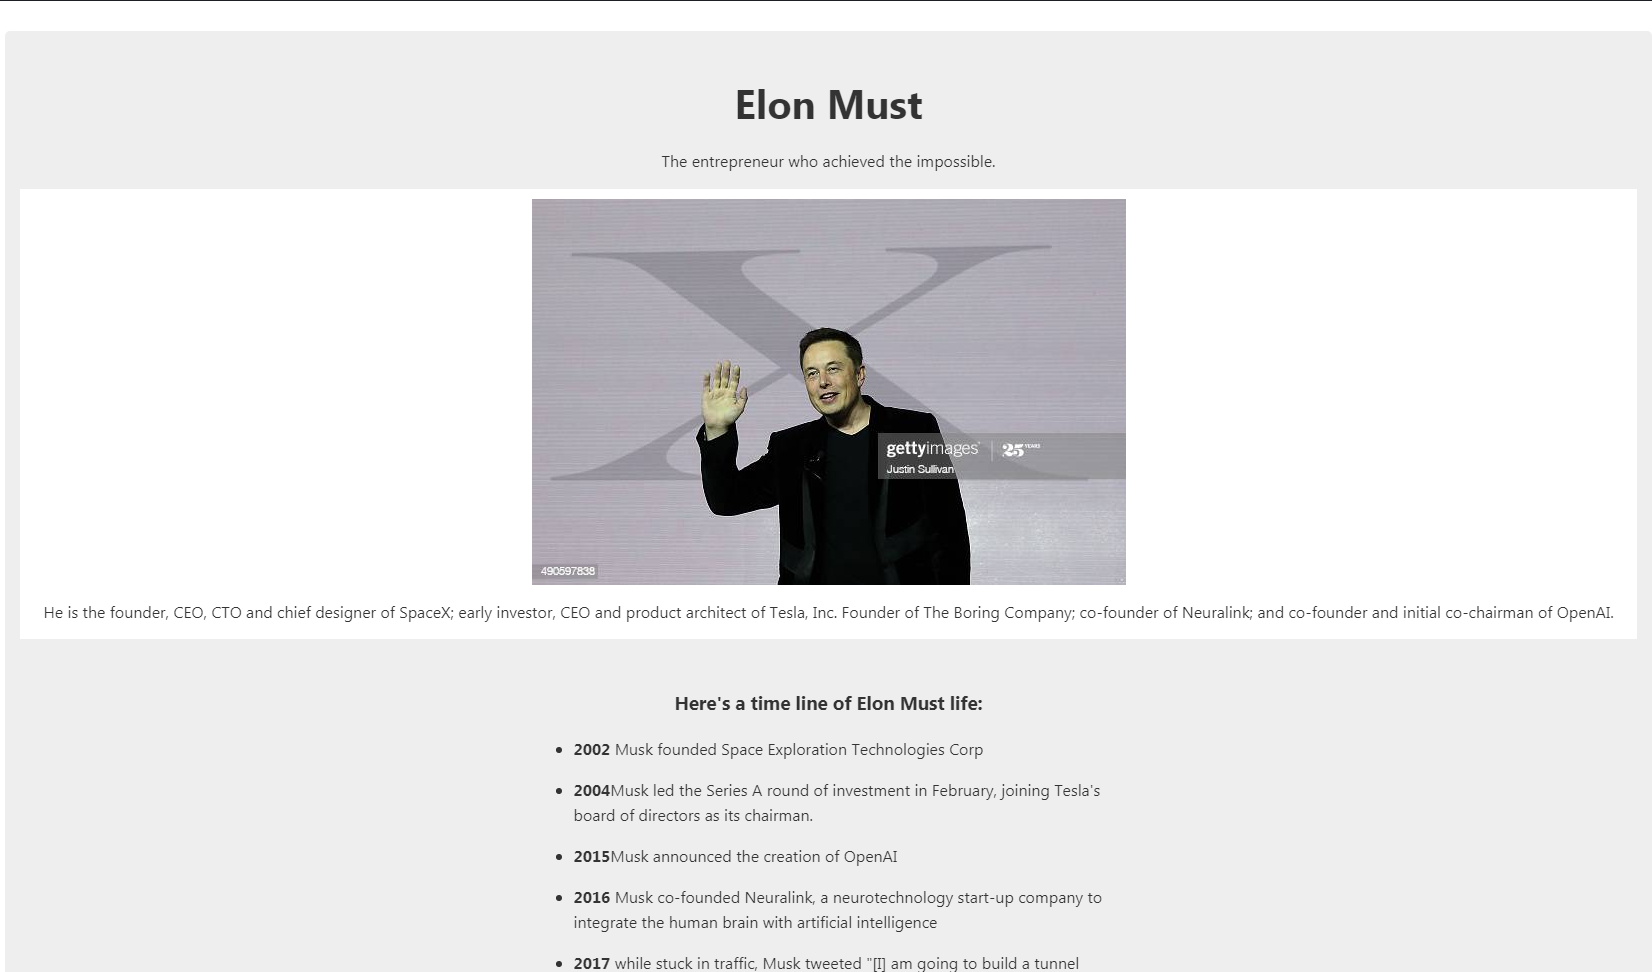 Elon Must
The entrepreneur who achieved the impossible.
X
gettyimages® | 25 YEARS
Justin Sullivan
490597838
He is the founder, CEO, CTO and chief designer of SpaceX; early investor, CEO and product architect of Tesla, Inc. Founder of The Boring Company; co-founder of Neuralink; and co-founder and initial co-chairman of OpenAI.
Here's a time line of Elon Must life:
• 2002 Musk founded Space Exploration Technologies Corp
• 2004Musk led the Series A round of investment in February, joining Tesla's
board of directors as its chairman.
• 2015Musk announced the creation of OpenAI
• 2016 Musk co-founded Neuralink, a neurotechnology start-up company to
integrate the human brain with artificial intelligence
• 2017 while stuck in traffic, Musk tweeted "[I] am going to build a tunnel